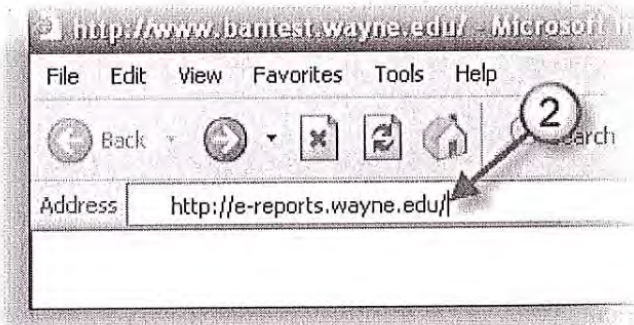 http://www.bantest.wayne.edu/ - Microsoft
File Edit View Favorites Tools Help
Back 2 Search
Address http://e-reports.wayne.edu/